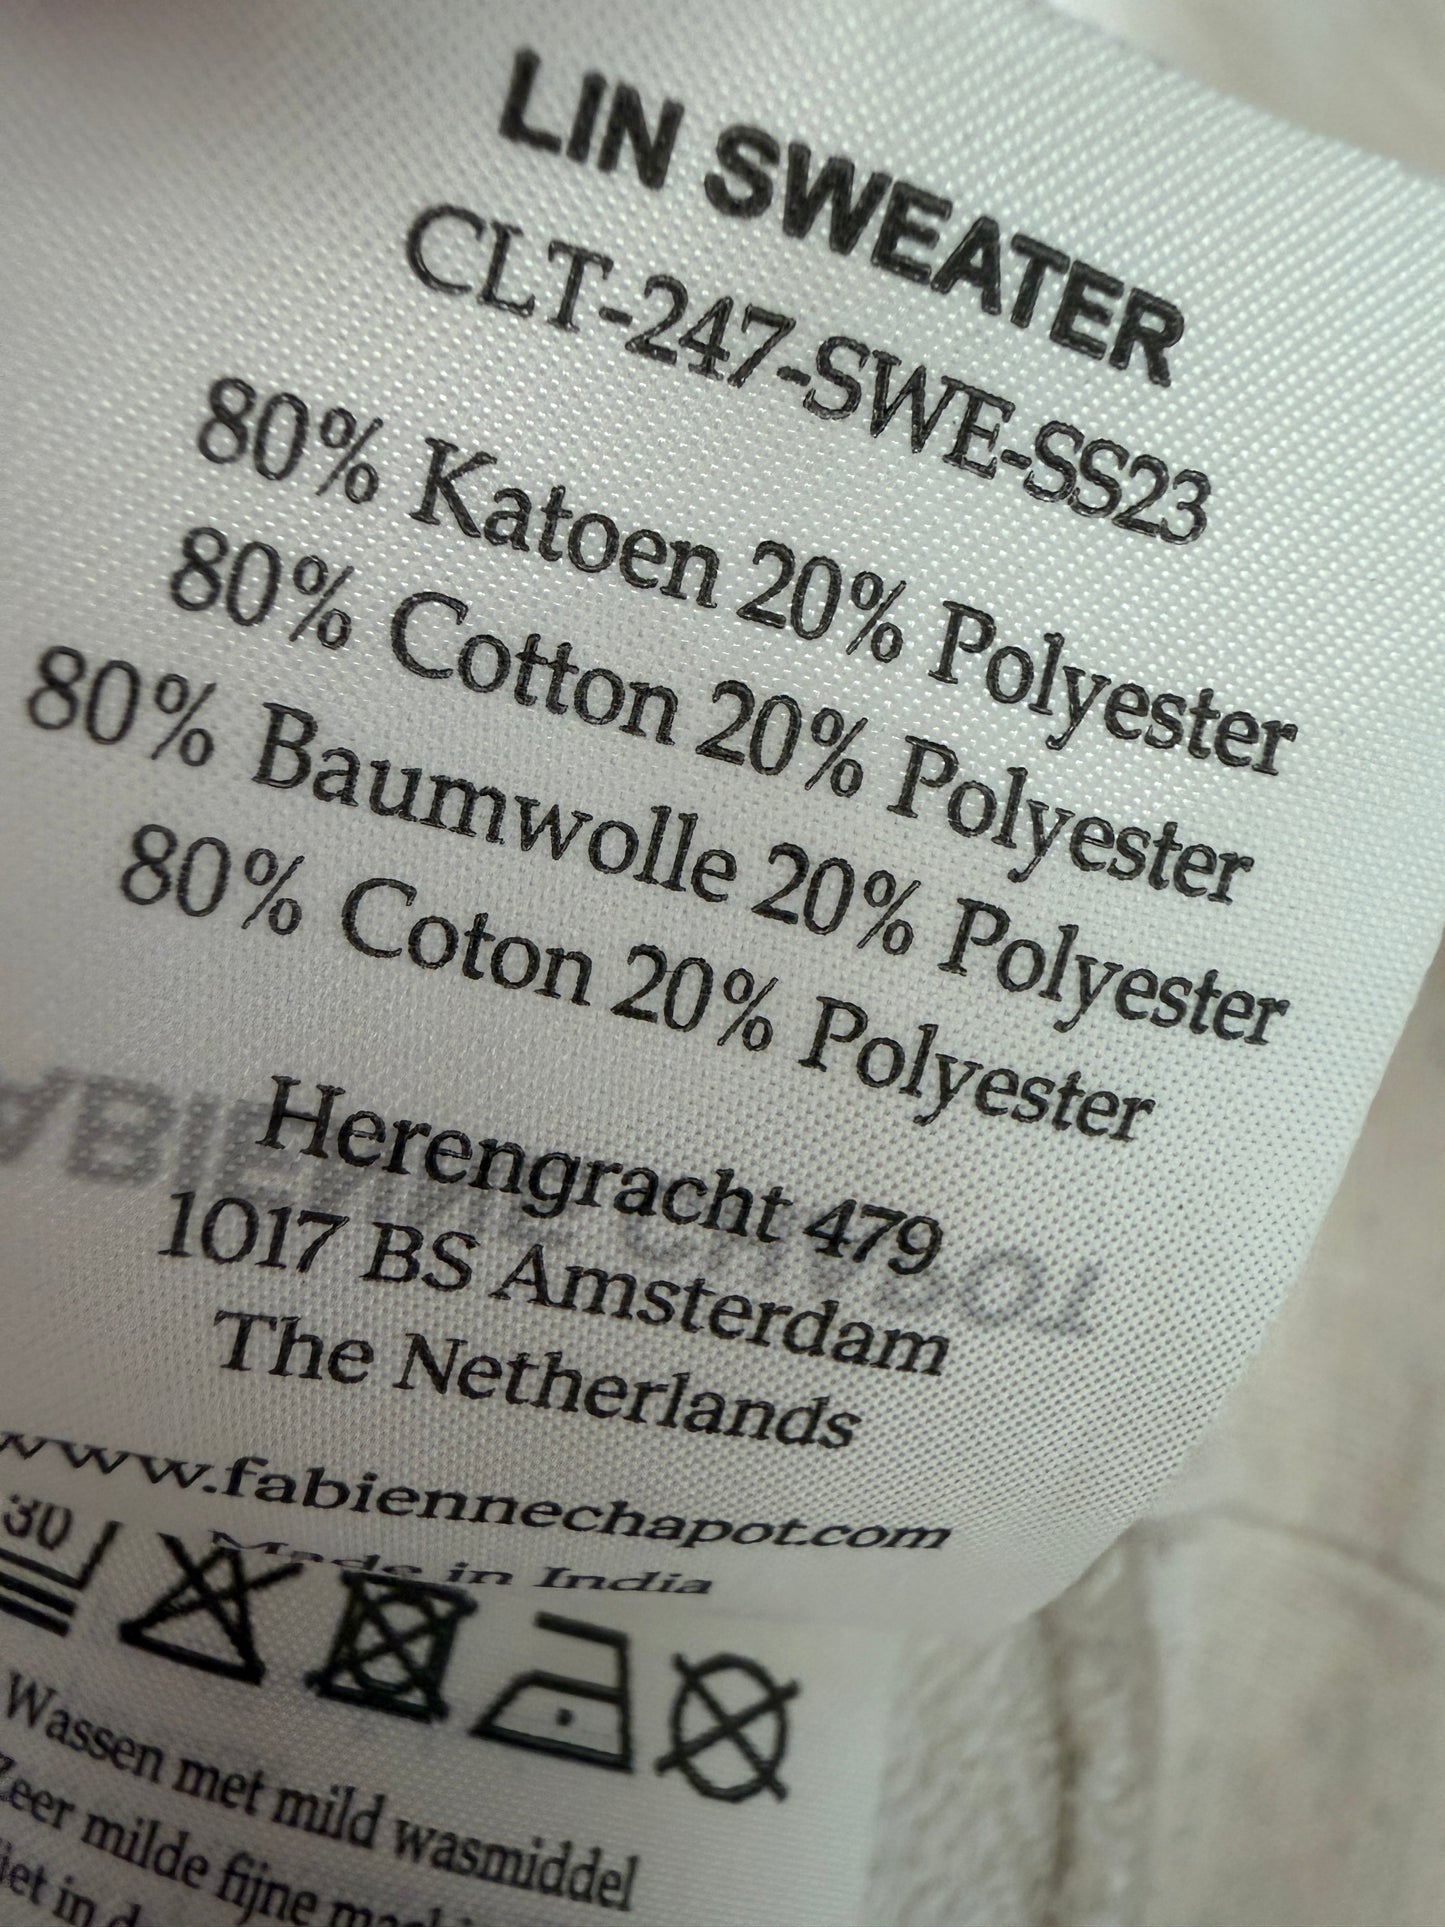 LIN SWEATER
CLT-247-SWE-SS23
80% Katoen 20% Polyester
80% Cotton 20% Polyester
80% Baumwolle 20% Polyester
80% Coton 20% Polyester
Herengracht 479
1017 BS Amsterdam
The Netherlands
www.fabiennechapot.com
Made in India
30
Wassen met mild wasmiddel
Zeer milde fijne
in